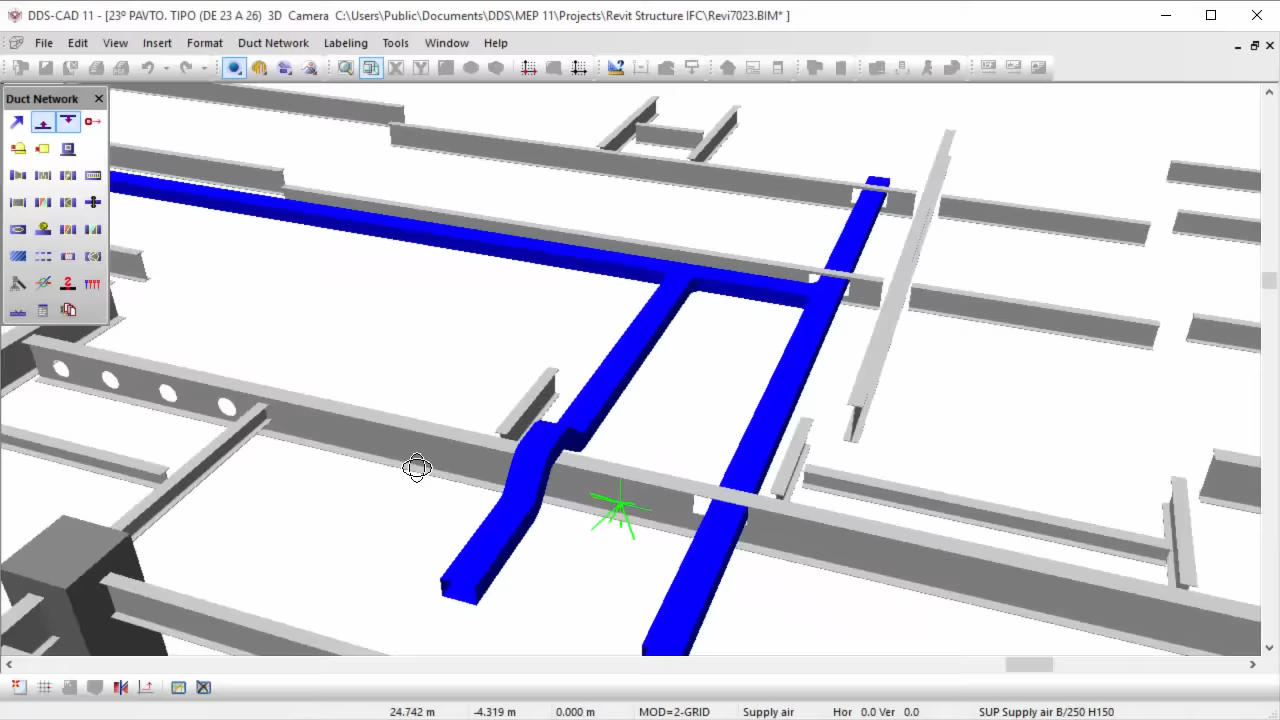 DDS-CAD 11 - [23º PAVTO. TIPO (DE 23 A 26) 3D Camera C:\Users\Public\Documents\DDS\MEP 11\Projects\Revit Structure IFC\Revi7023.BIM* ]
File Edit View Insert Format Duct Network Labeling Tools Window Help
Duct Network
24.742 m -4.319 m 0.000 m MOD=2-GRID Supply air Hor 0.0 Ver 0.0 SUP Supply air B/250 H150